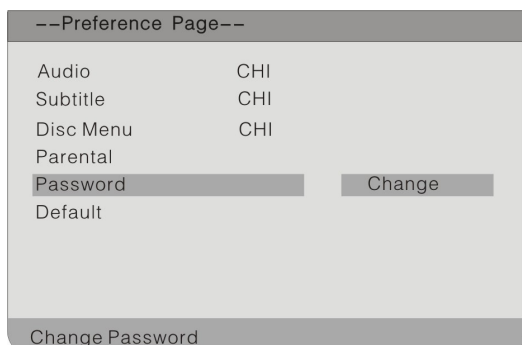 --Preference Page--
Audio CHI
Subtitle CHI
Disc Menu CHI
Parental
Password Change
Default
Change Password